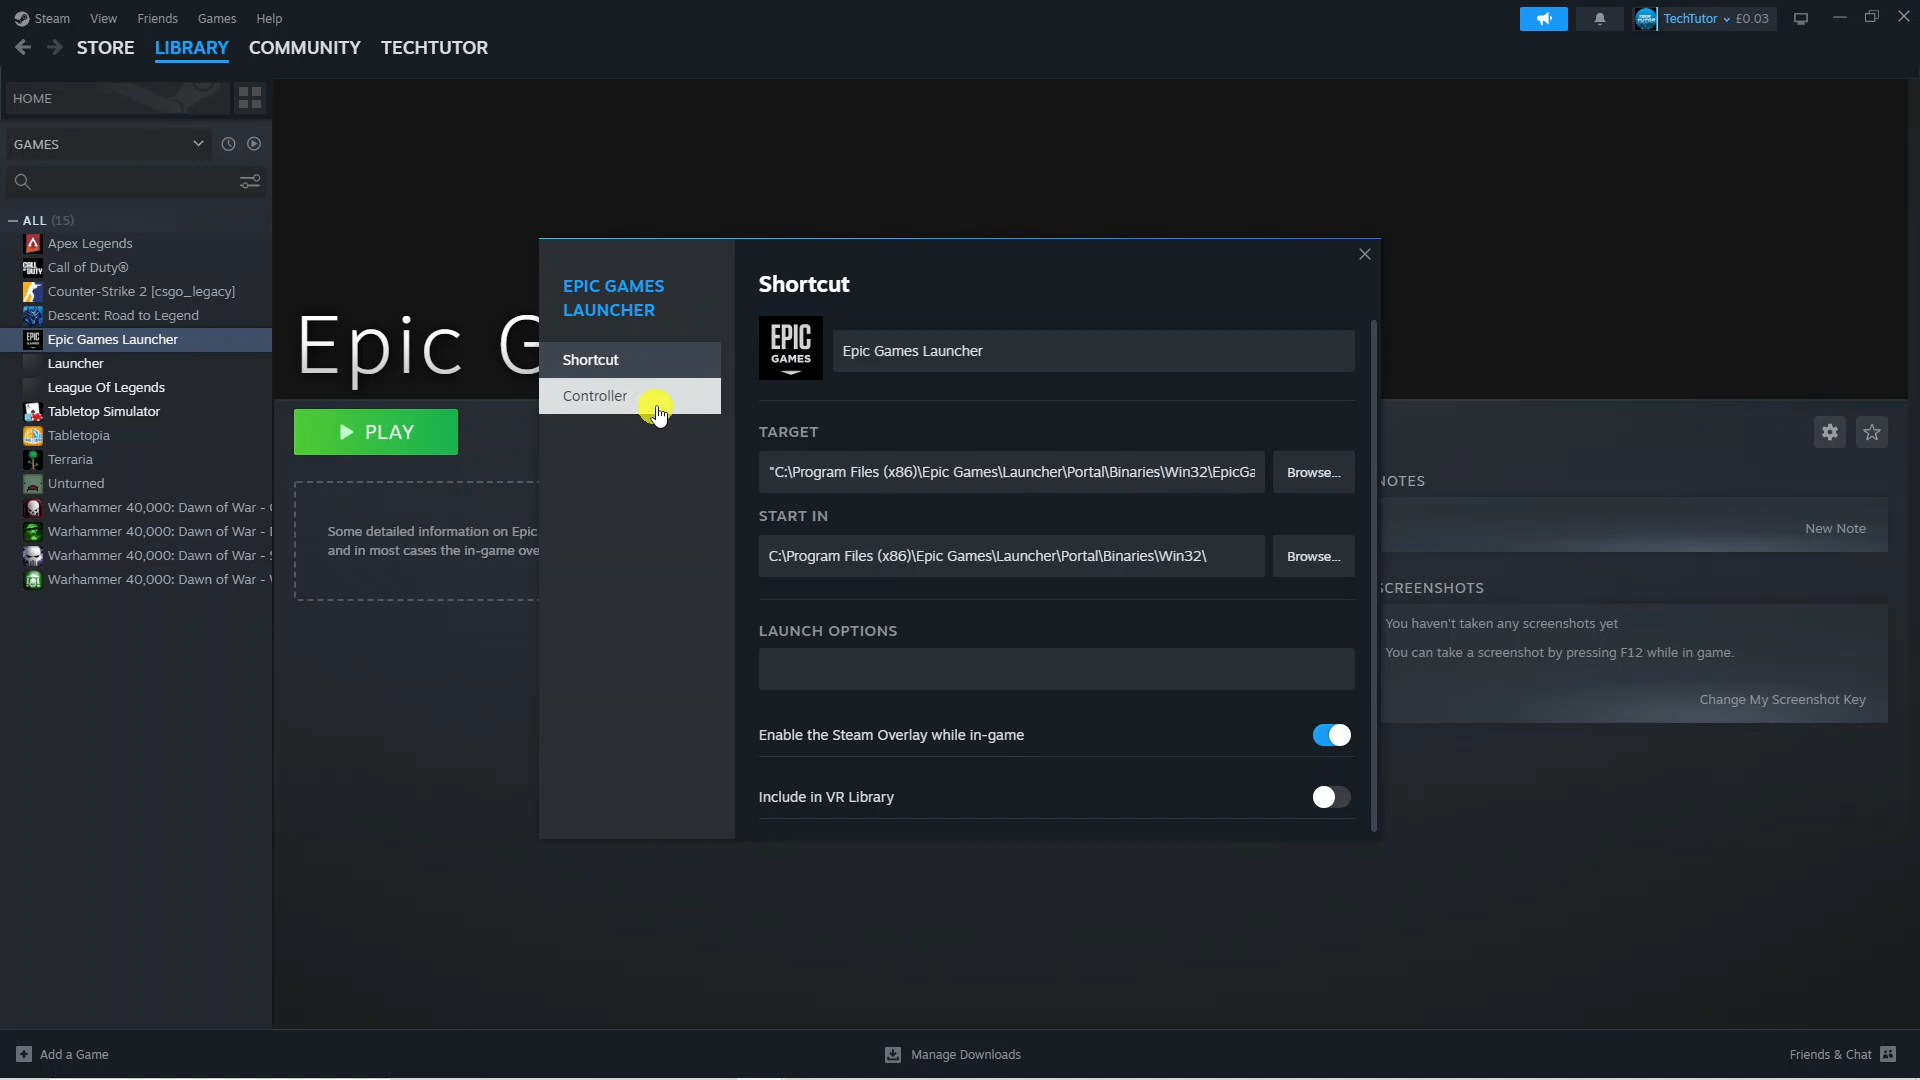 Steam View Friends Games Help
TechTutor £0.03
STORE LIBRARY COMMUNITY TECHTUTOR
HOME
GAMES
ALL (15)
Apex Legends
Call of Duty®
Counter-Strike 2 [csgo_legacy]
Descent: Road to Legend
Epic Games Launcher
Launcher
League Of Legends
Tabletop Simulator
Tabletopia
Terraria
Unturned
Warhammer 40,000: Dawn of War -
Warhammer 40,000: Dawn of War -
Warhammer 40,000: Dawn of War -
Warhammer 40,000: Dawn of War -
Epic G
PLAY
Some detailed information on Epic
and in most cases the in-game ove
EPIC GAMES
LAUNCHER
Shortcut
Controller
Shortcut
EPIC
GAMES
Epic Games Launcher
TARGET
"C:\Program Files (x86)\Epic Games\Launcher\Portal\Binaries\Win32\EpicGa
Browse...
START IN
C:\Program Files (x86)\Epic Games\Launcher\Portal\Binaries\Win32\
Browse...
LAUNCH OPTIONS
Enable the Steam Overlay while in-game
Include in VR Library
NOTES
New Note
SCREENSHOTS
You haven't taken any screenshots yet
You can take a screenshot by pressing F12 while in game.
Change My Screenshot Key
Add a Game
Manage Downloads
Friends & Chat